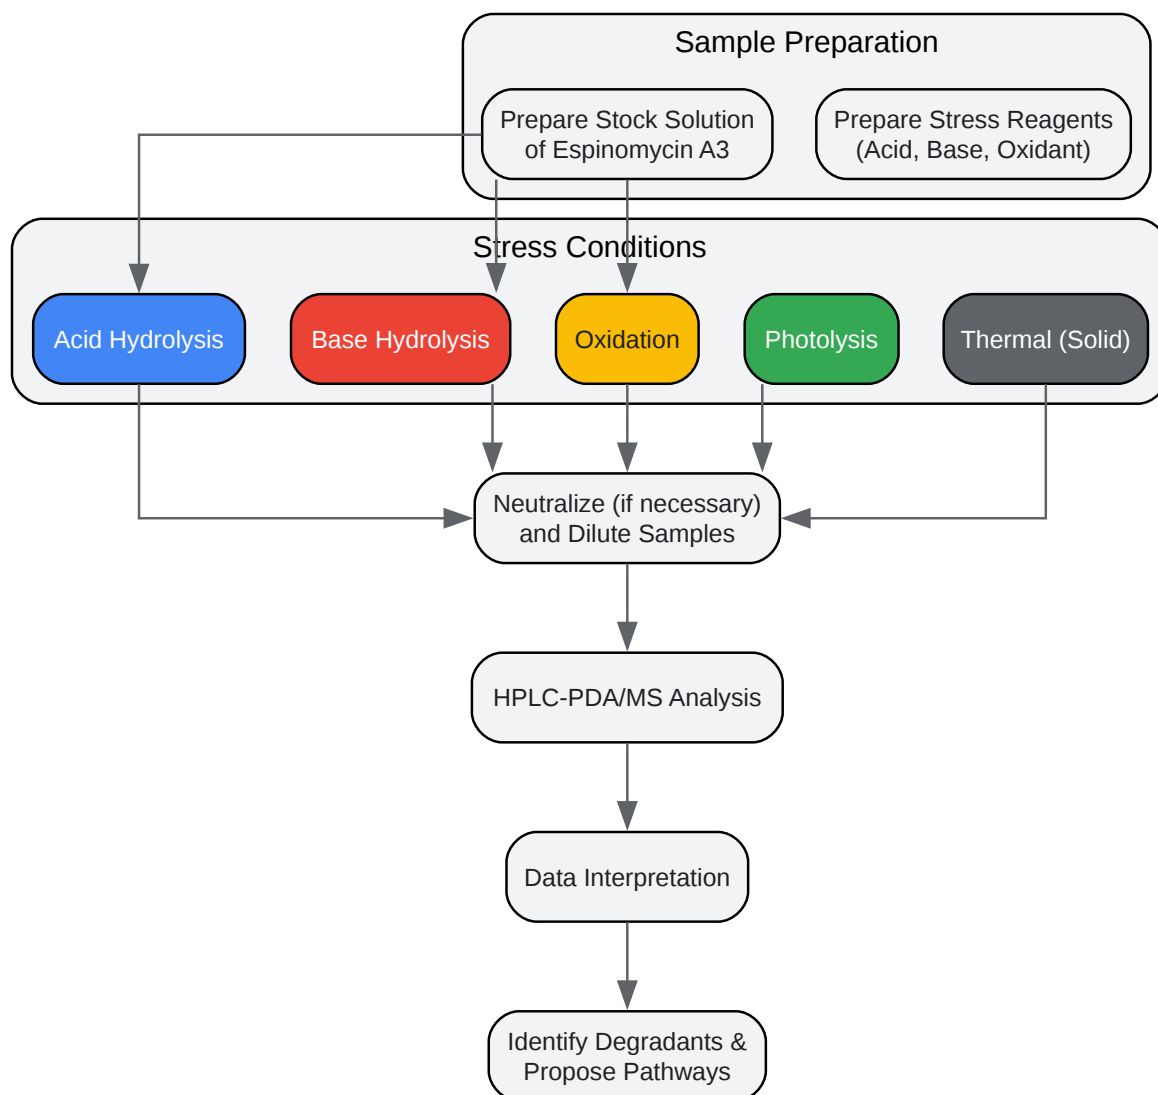 Sample Preparation
Prepare Stock Solution
of Espinomycin A3
Prepare Stress Reagents
(Acid, Base, Oxidant)
Stress Conditions
Acid Hydrolysis
Base Hydrolysis
Oxidation
Photolysis
Thermal (Solid)
Neutralize (if necessary)
and Dilute Samples
HPLC-PDA/MS Analysis
Data Interpretation
Identify Degradants &
Propose Pathways